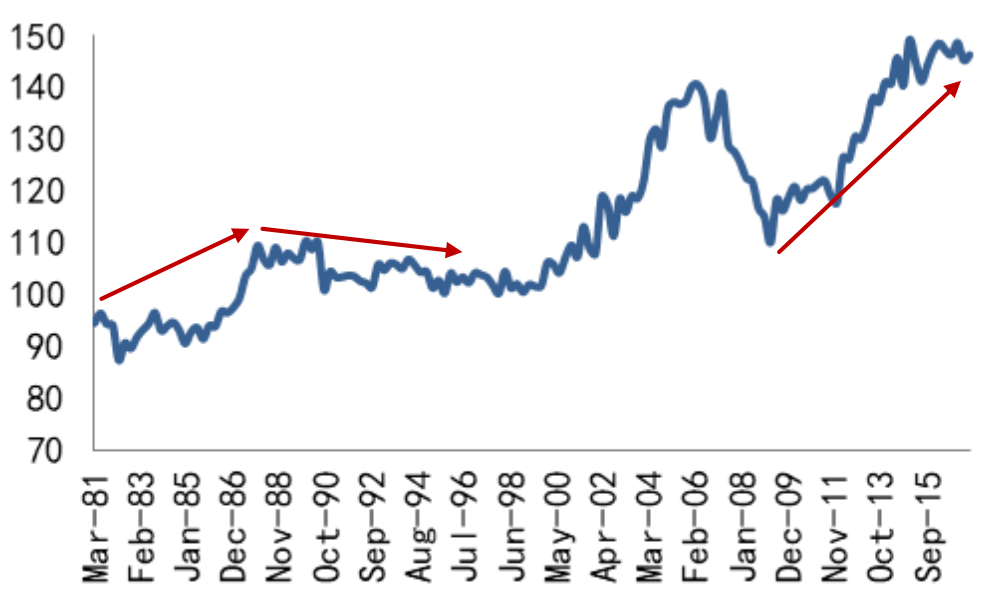 150
140
130
120
110
100
90
80
70
Mar-81
Feb-83
Jan-85
Dec-86
Nov-88
Oct-90
Sep-92
Aug-94
Jul-96
Jun-98
May-00
Apr-02
Mar-04
Feb-06
Jan-08
Dec-09
Nov-11
Oct-13
Sep-15